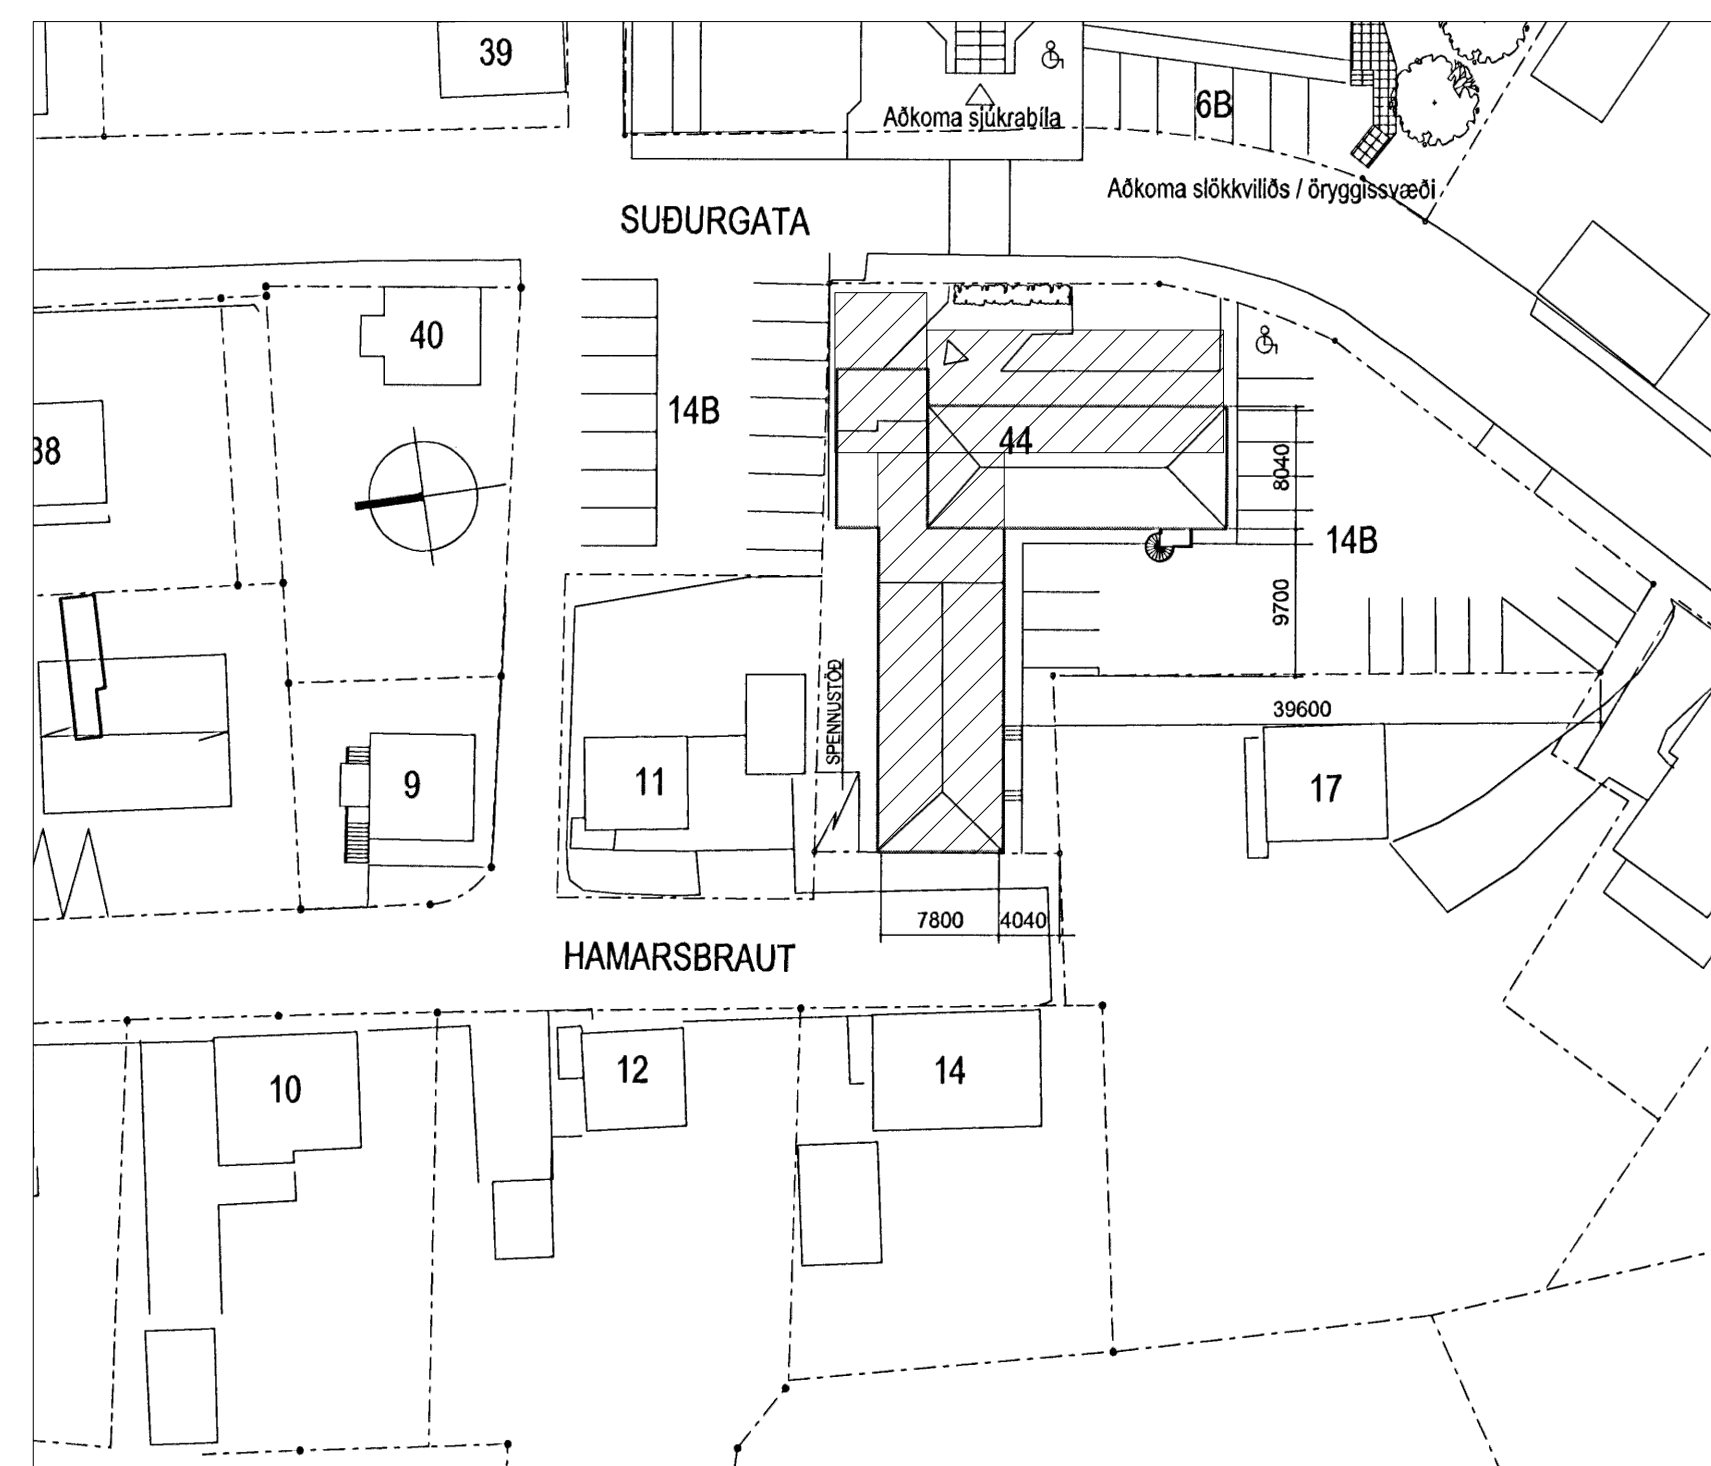 39
Aðkoma sjúkrabíla
6B
Aðkoma slökkviliðs / öryggissvæði
SUÐURGATA
40
14B
38
44
8040
14B
9700
SPENNUSTÖÐ
39600
9
11
17
7800
4040
HAMARSBRAUT
10
12
14